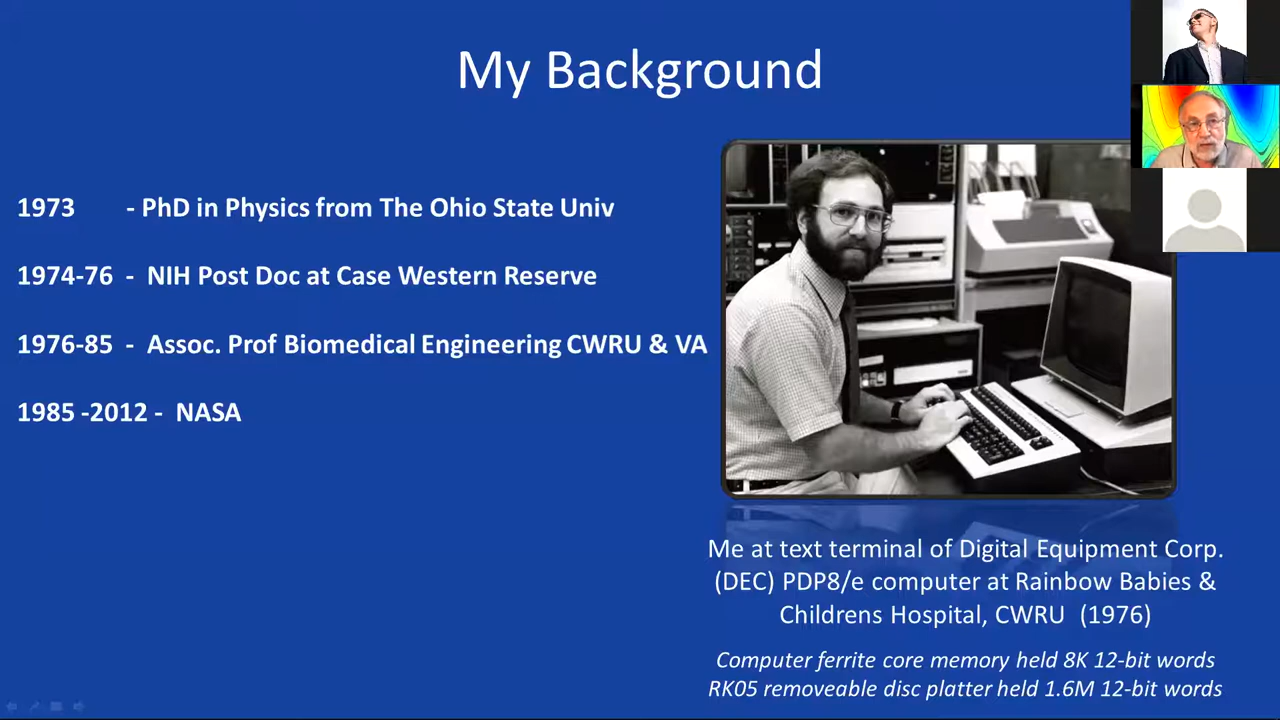 My Background
1973 - PhD in Physics from The Ohio State Univ
1974-76 - NIH Post Doc at Case Western Reserve
1976-85 - Assoc. Prof Biomedical Engineering CWRU & VA
1985 -2012 - NASA
Me at text terminal of Digital Equipment Corp.
(DEC) PDP8/e computer at Rainbow Babies &
Childrens Hospital, CWRU (1976)
Computer ferrite core memory held 8K 12-bit words
RK05 removeable disc platter held 1.6M 12-bit words